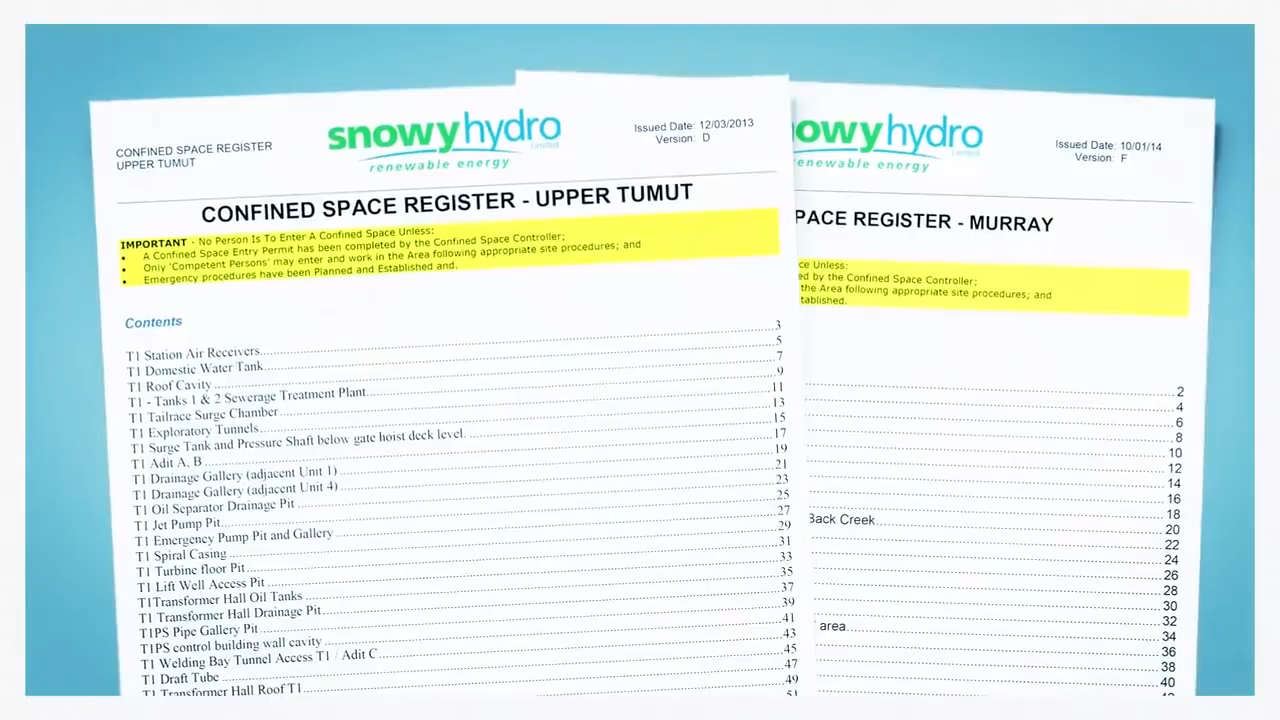 CONFINED SPACE REGISTER
UPPER TUMUT
snowyhydro
Limited
renewable energy
Issued Date: 12/03/2013
Version: D
CONFINED SPACE REGISTER - UPPER TUMUT
IMPORTANT - No Person Is To Enter A Confined Space Unless:
• A Confined Space Entry Permit has been completed by the Confined Space Controller;
• Only 'Competent Persons' may enter and work in the Area following appropriate site procedures; and
• Emergency procedures have been Planned and Established and.
Contents
T1 Station Air Receivers 3
T1 Domestic Water Tank 5
T1 Roof Cavity 7
T1 - Tanks 1 & 2 Sewerage Treatment Plant 9
T1 Tailrace Surge Chamber 11
T1 Exploratory Tunnels 13
T1 Surge Tank and Pressure Shaft below gate hoist deck level. 15
T1 Adit A, B 17
T1 Drainage Gallery (adjacent Unit 1) 19
T1 Drainage Gallery (adjacent Unit 4) 21
T1 Oil Separator Drainage Pit 23
T1 Jet Pump Pit 25
T1 Emergency Pump Pit and Gallery 27
T1 Spiral Casing 29
T1 Turbine floor Pit 31
T1 Lift Well Access Pit 33
T1Transformer Hall Oil Tanks 35
T1 Transformer Hall Drainage Pit 37
T1PS Pipe Gallery Pit 39
T1PS control building wall cavity 41
T1 Welding Bay Tunnel Access T1 / Adit C 43
T1 Draft Tube 45
T1 Transformer Hall Roof T1 47
49
51
owyhydro
Limited
enewable energy
Issued Date: 10/01/14
Version: F
PACE REGISTER - MURRAY
ce Unless:
ed by the Confined Space Controller;
the Area following appropriate site procedures; and
tablished.
2
4
6
8
10
12
14
16
18
Back Creek 20
22
24
26
28
30
32
area 34
36
38
40